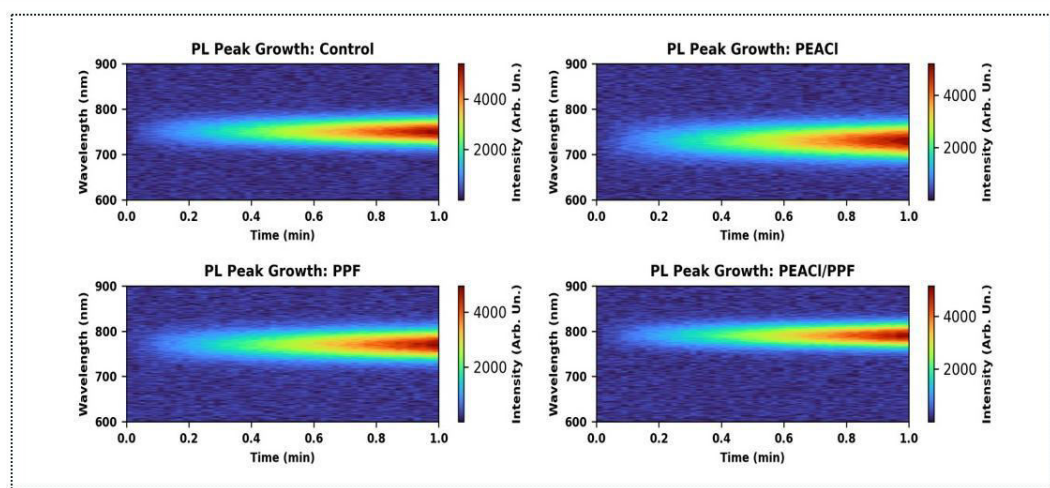 PL Peak Growth: Control
Wavelength (nm)
900
800
700
600
0.0 0.2 0.4 0.6 0.8 1.0
Time (min)
4000
2000
Intensity (Arb. Un.)
PL Peak Growth: PEACl
Wavelength (nm)
900
800
700
600
0.0 0.2 0.4 0.6 0.8 1.0
Time (min)
4000
2000
Intensity (Arb. Un.)
PL Peak Growth: PPF
Wavelength (nm)
900
800
700
600
0.0 0.2 0.4 0.6 0.8 1.0
Time (min)
4000
2000
Intensity (Arb. Un.)
PL Peak Growth: PEACl/PPF
Wavelength (nm)
900
800
700
600
0.0 0.2 0.4 0.6 0.8 1.0
Time (min)
4000
2000
Intensity (Arb. Un.)